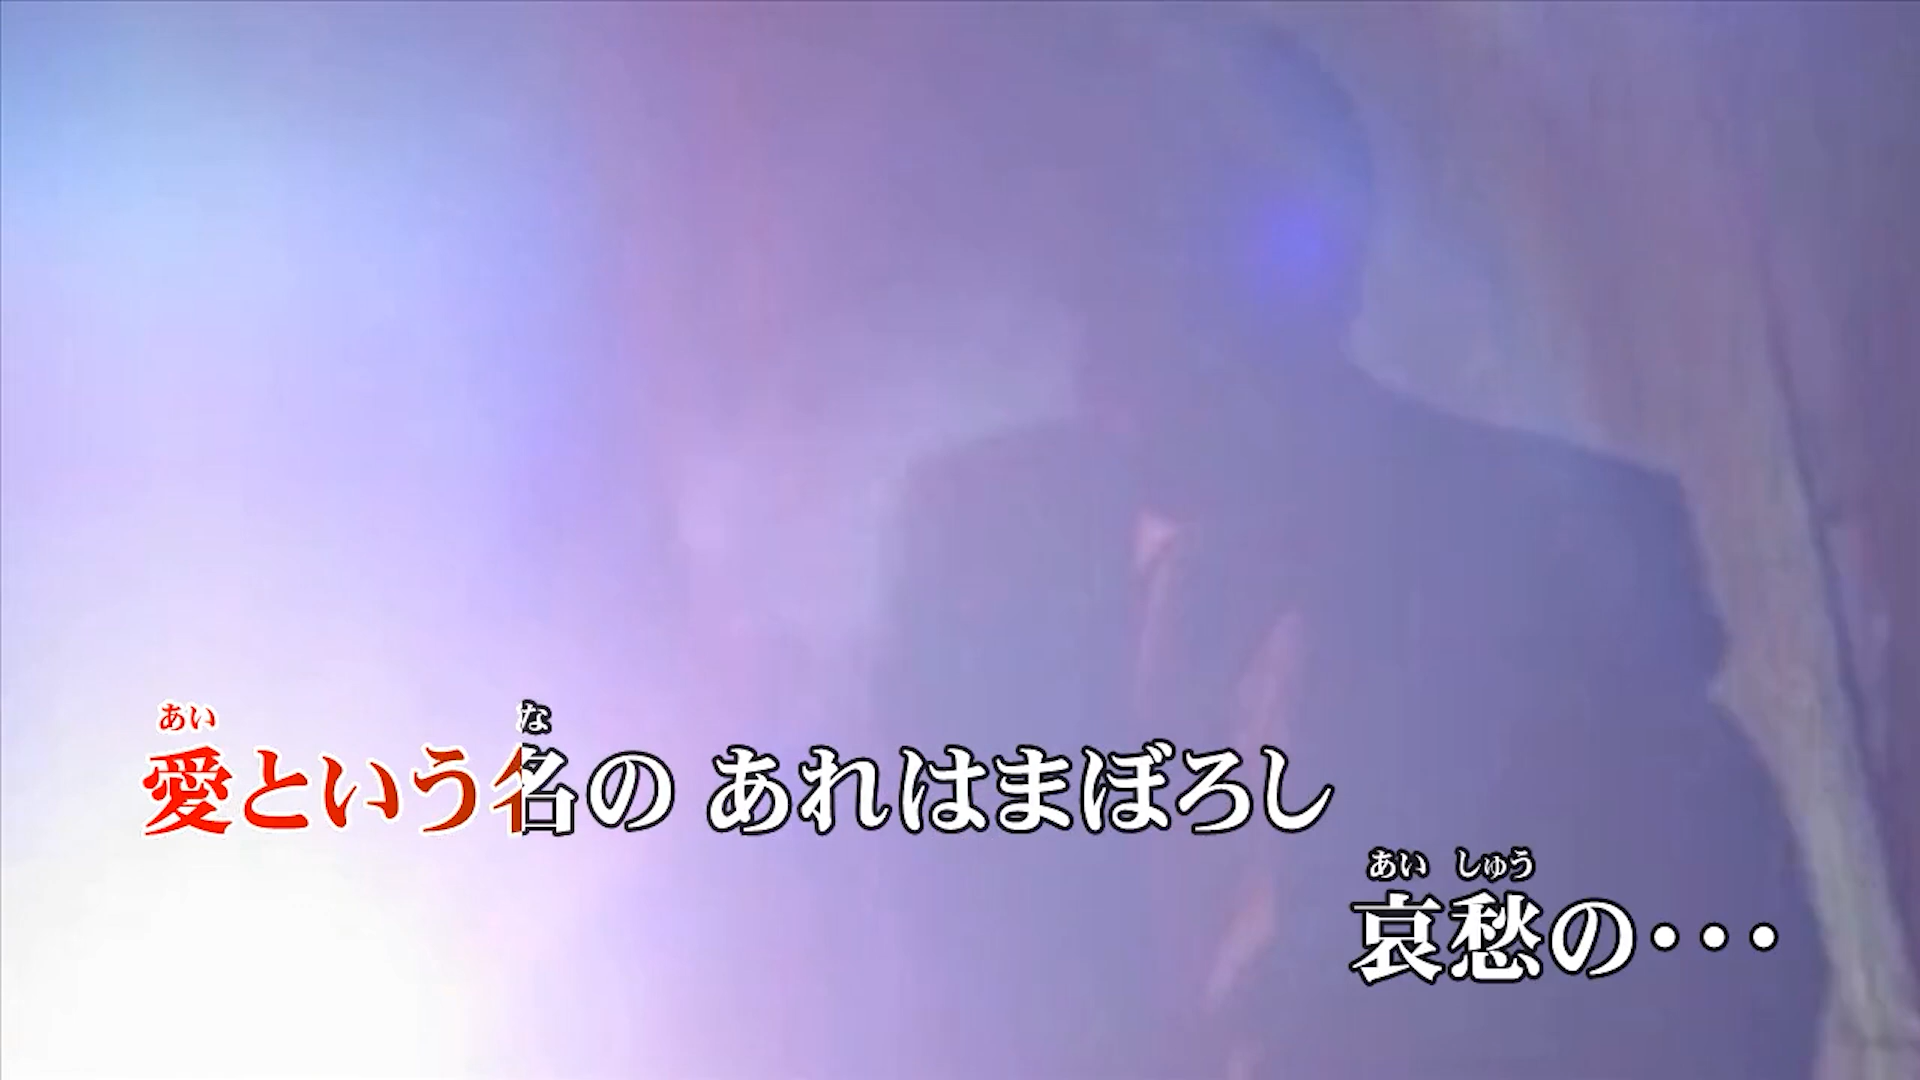 あい な
愛という名の あれはまぼろし
あい しゅう
哀愁の・・・